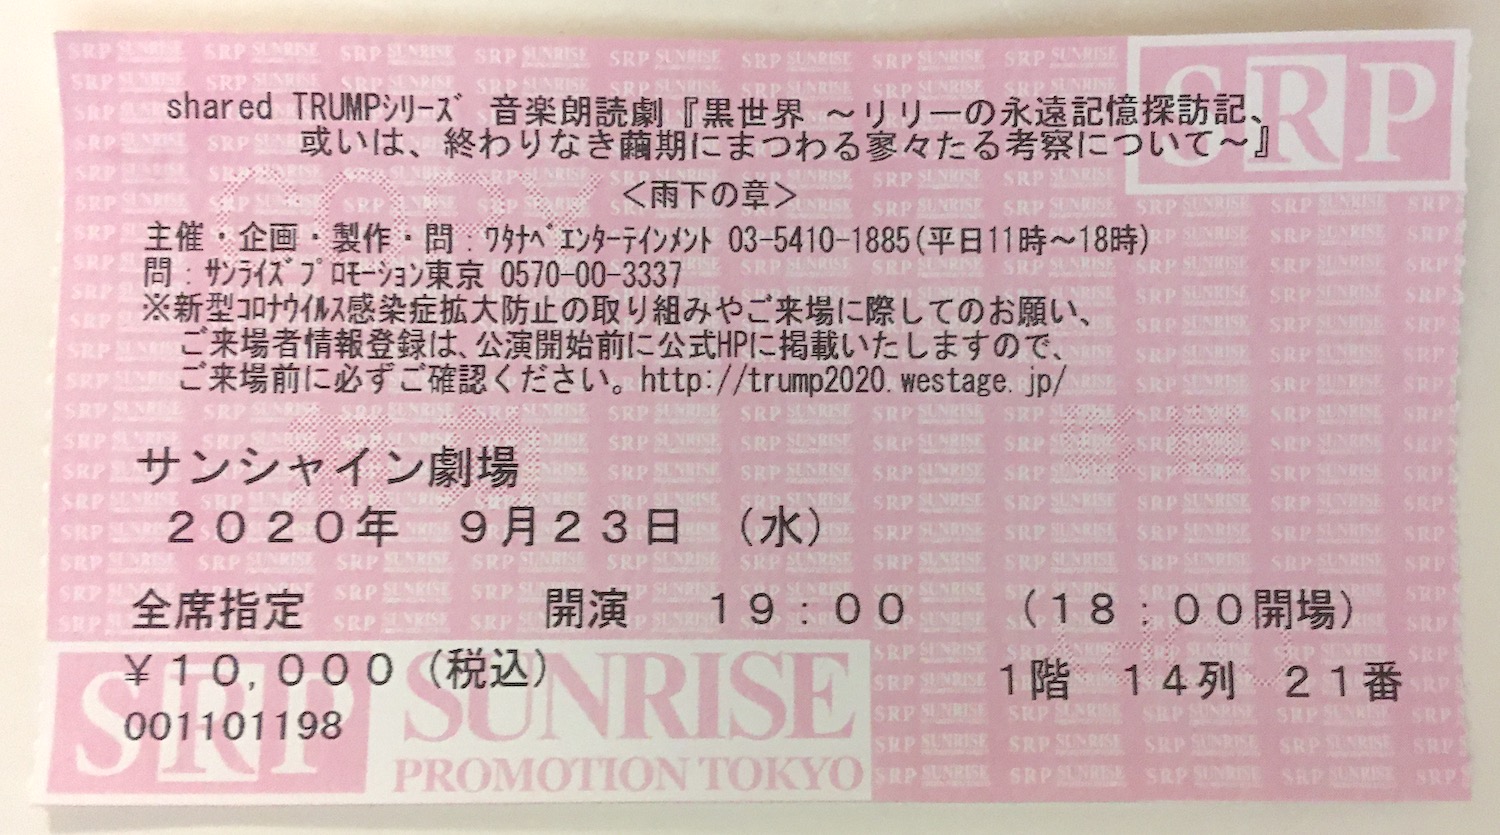 SRP
shared TRUMPｼﾘｰｽﾞ 音楽朗読劇『黒世界 ～リリーの永遠記憶探訪記、
或いは、終わりなき繭期にまつわる寥々たる考察について～』
＜雨下の章＞
主催・企画・製作・問：ﾜﾀﾅﾍﾞｴﾝﾀｰﾃｲﾝﾒﾝﾄ 03-5410-1885(平日11時～18時)
問：ｻﾝﾗｲｽﾞﾌﾟﾛﾓｰｼｮﾝ東京 0570-00-3337
※新型ｺﾛﾅｳｲﾙｽ感染症拡大防止の取り組みやご来場に際してのお願い、
ご来場者情報登録は、公演開始前に公式HPに掲載いたしますので、
ご来場前に必ずご確認ください。http://trump2020.westage.jp/
サンシャイン劇場
２０２０年　９月２３日　（水）
全席指定　開演　１９：００　（１８：００開場）
￥１０,０００（税込）
1階　１４列　２１番
001101198
SRP SUNRISE
PROMOTION TOKYO